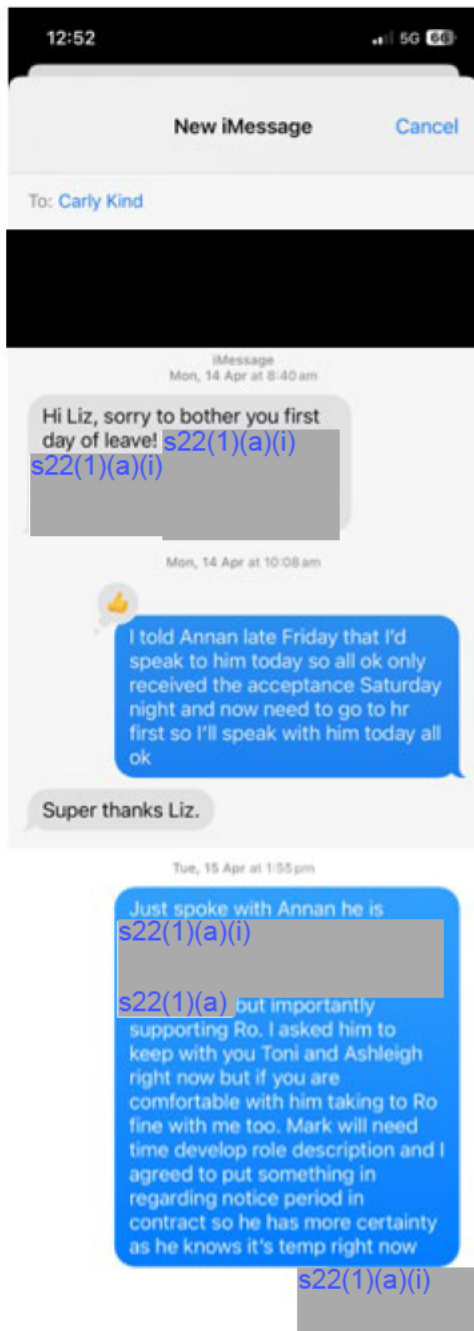 12:52
5G 66
New iMessage
Cancel
To: Carly Kind
iMessage
Mon, 14 Apr at 8:40 am
Hi Liz, sorry to bother you first
day of leave! s22(1)(a)(i)
s22(1)(a)(i)
Mon, 14 Apr at 10:08 am
I told Annan late Friday that I'd
speak to him today so all ok only
received the acceptance Saturday
night and now need to go to hr
first so I'll speak with him today all
ok
Super thanks Liz.
Tue, 15 Apr at 1:55 pm
Just spoke with Annan he is
s22(1)(a)(i)
s22(1)(a) but importantly
supporting Ro. I asked him to
keep with you Toni and Ashleigh
right now but if you are
comfortable with him taking to Ro
fine with me too. Mark will need
time develop role description and I
agreed to put something in
regarding notice period in
contract so he has more certainty
as he knows it's temp right now
s22(1)(a)(i)